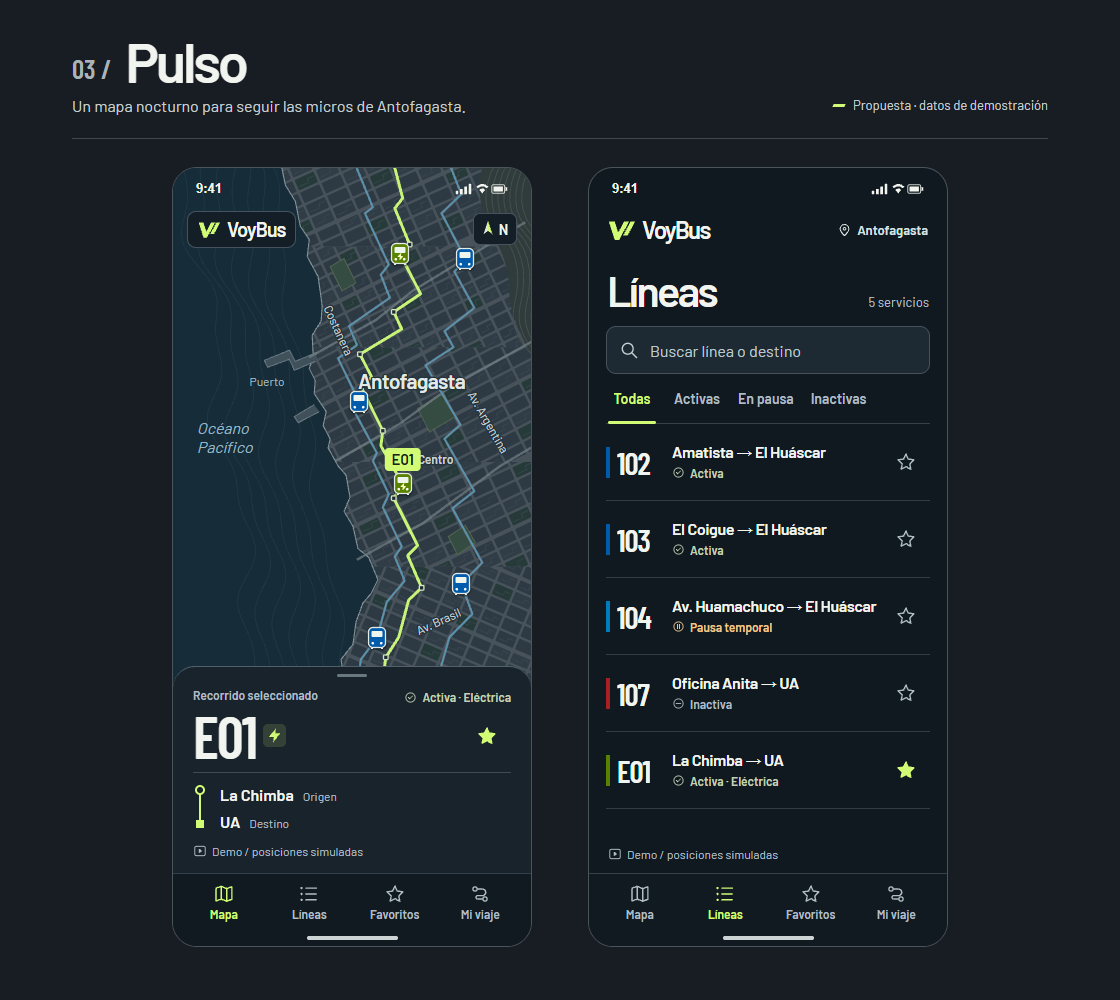 03 / Pulso
Un mapa nocturno para seguir las micros de Antofagasta.
Propuesta · datos de demostración
9:41
VoyBus
N
Costanera
Puerto
Antofagasta
Av. Argentina
Océano
Pacífico
E01
Centro
Av. Brasil
Recorrido seleccionado
Activa · Eléctrica
E01
La Chimba Origen
UA Destino
Demo / posiciones simuladas
Mapa Líneas Favoritos Mi viaje
9:41
VoyBus
Antofagasta
Líneas
5 servicios
Buscar línea o destino
Todas Activas En pausa Inactivas
102
Amatista → El Huáscar
Activa
103
El Coigue → El Huáscar
Activa
104
Av. Huamachuco → El Huáscar
Pausa temporal
107
Oficina Anita → UA
Inactiva
E01
La Chimba → UA
Activa · Eléctrica
Demo / posiciones simuladas
Mapa Líneas Favoritos Mi viaje